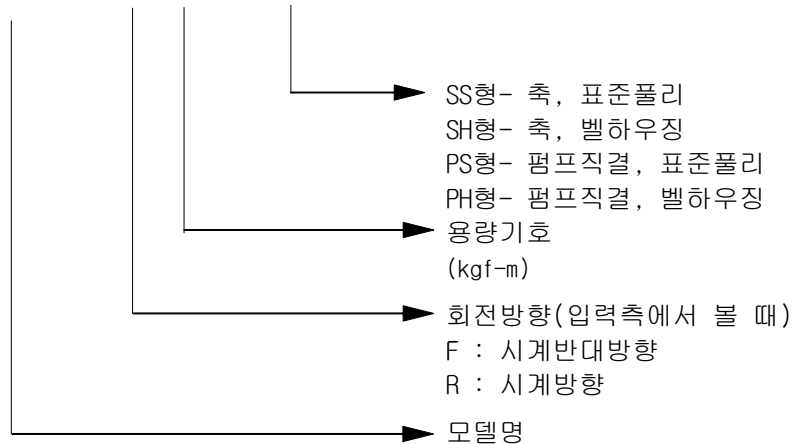 SS형- 축, 표준풀리
SH형- 축, 벨하우징
PS형- 펌프직결, 표준풀리
PH형- 펌프직결, 벨하우징
용량기호
(kgf-m)
회전방향(입력측에서 볼 때)
F : 시계반대방향
R : 시계방향
모델명